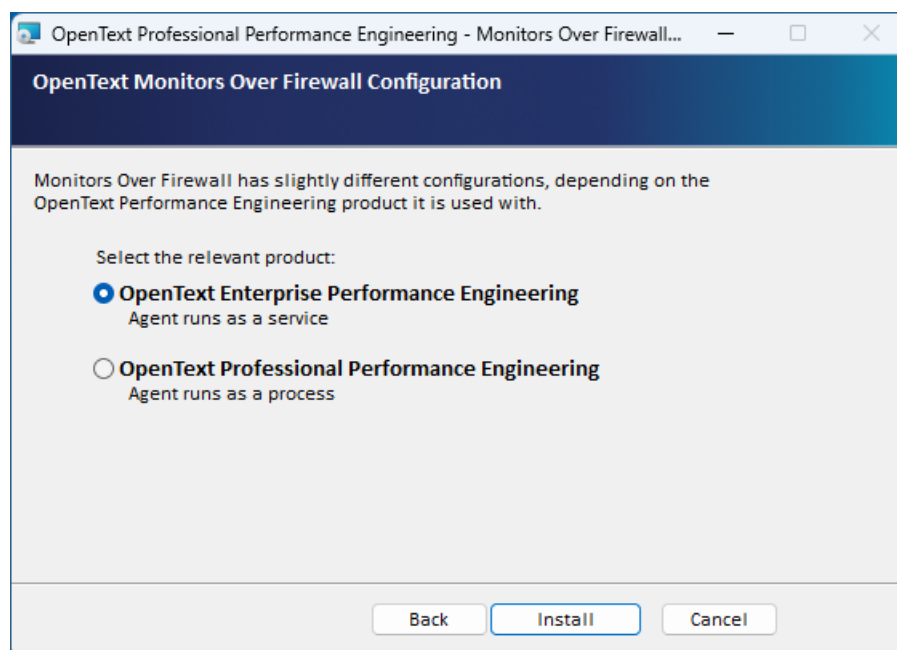 OpenText Professional Performance Engineering - Monitors Over Firewall...
OpenText Monitors Over Firewall Configuration
Monitors Over Firewall has slightly different configurations, depending on the
OpenText Performance Engineering product it is used with.
Select the relevant product:
OpenText Enterprise Performance Engineering
Agent runs as a service
OpenText Professional Performance Engineering
Agent runs as a process
Back Install Cancel